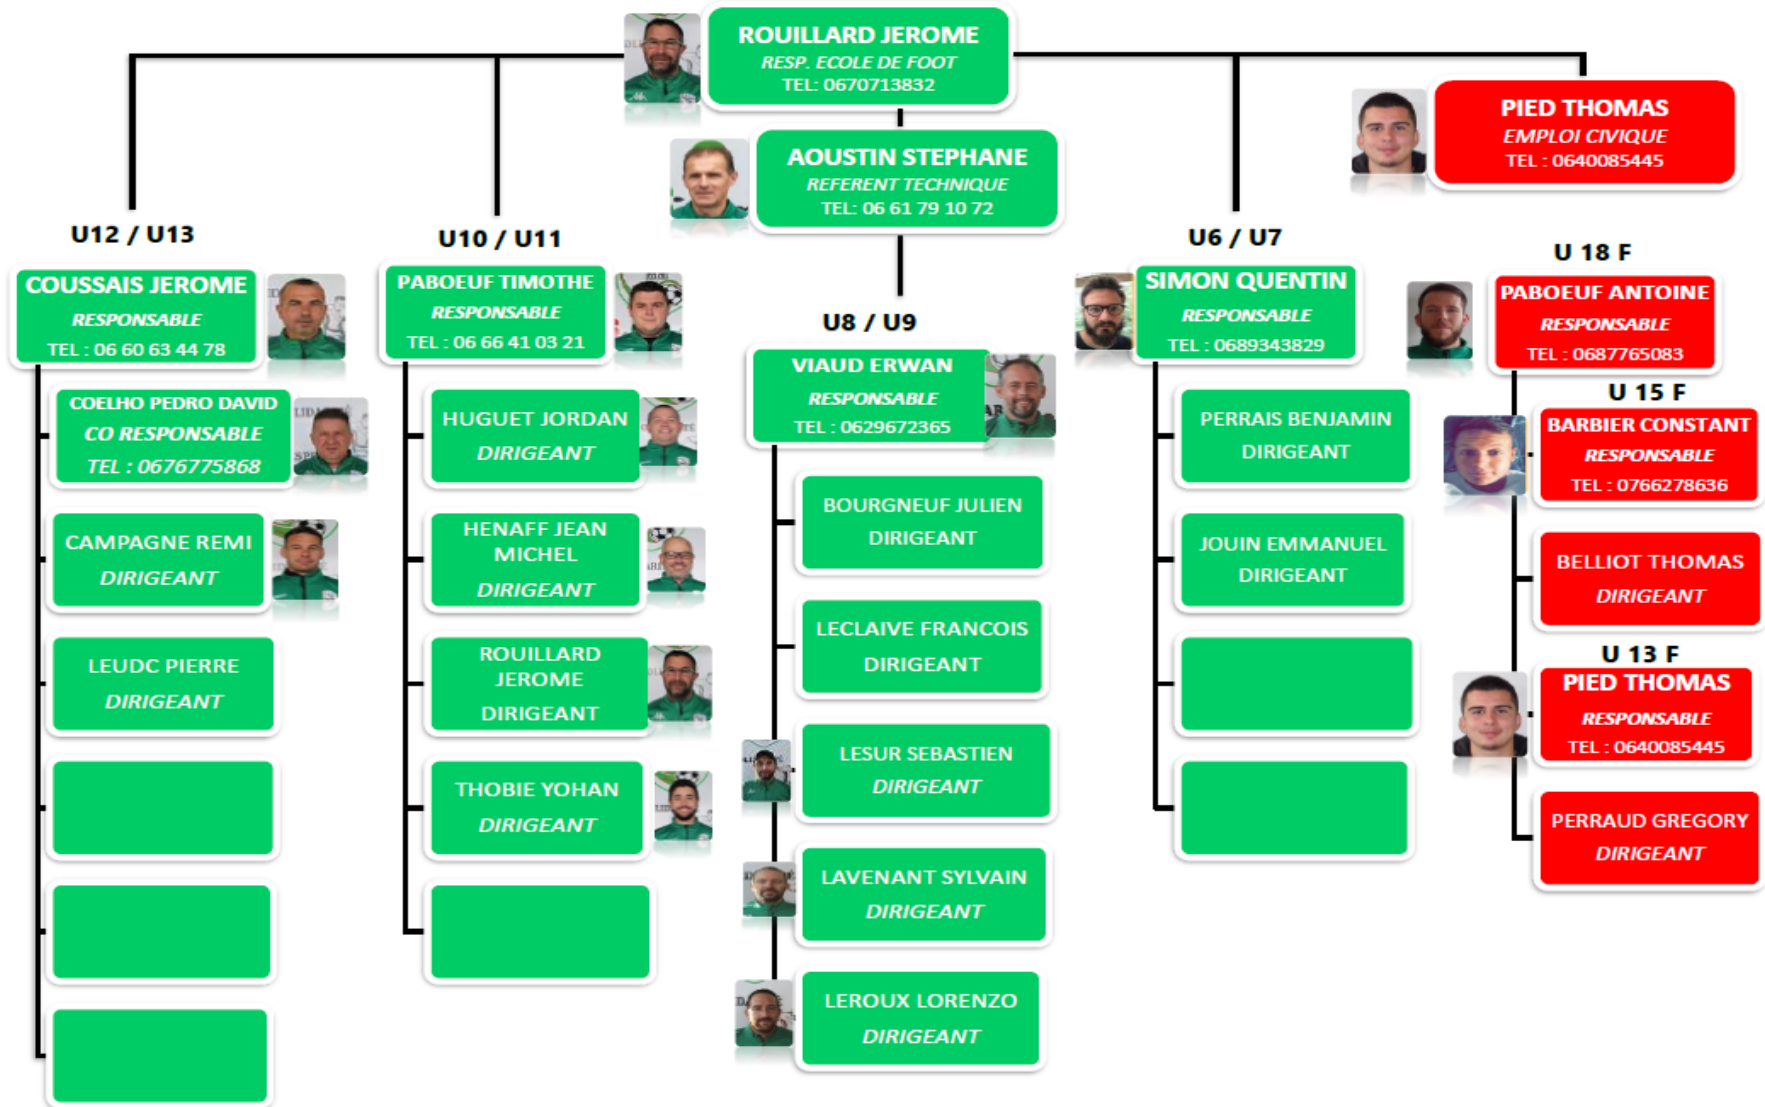 ROUILLARD JEROME
RESP. ECOLE DE FOOT
TEL: 0670713832
PIED THOMAS
EMPLOI CIVIQUE
TEL : 0640085445
AOUSTIN STEPHANE
REFERENT TECHNIQUE
TEL: 06 61 79 10 72
U12 / U13
COUSSAIS JEROME
RESPONSABLE
TEL : 06 60 63 44 78
COELHO PEDRO DAVID
CO RESPONSABLE
TEL : 0676775868
CAMPAGNE REMI
DIRIGEANT
LEUDC PIERRE
DIRIGEANT
U10 / U11
PABOEUF TIMOTHE
RESPONSABLE
TEL : 06 66 41 03 21
HUGUET JORDAN
DIRIGEANT
HENAFF JEAN
MICHEL
DIRIGEANT
ROUILLARD
JEROME
DIRIGEANT
THOBIE YOHAN
DIRIGEANT
U8 / U9
VIAUD ERWAN
RESPONSABLE
TEL : 0629672365
BOURGNEUF JULIEN
DIRIGEANT
LECLAIVE FRANCOIS
DIRIGEANT
LESUR SEBASTIEN
DIRIGEANT
LAVENANT SYLVAIN
DIRIGEANT
LEROUX LORENZO
DIRIGEANT
U6 / U7
SIMON QUENTIN
RESPONSABLE
TEL : 0689343829
PERRAIS BENJAMIN
DIRIGEANT
JOUIN EMMANUEL
DIRIGEANT
U 18 F
PABOEUF ANTOINE
RESPONSABLE
TEL : 0687765083
U 15 F
BARBIER CONSTANT
RESPONSABLE
TEL : 0766278636
BELLIOT THOMAS
DIRIGEANT
U 13 F
PIED THOMAS
RESPONSABLE
TEL : 0640085445
PERRAUD GREGORY
DIRIGEANT